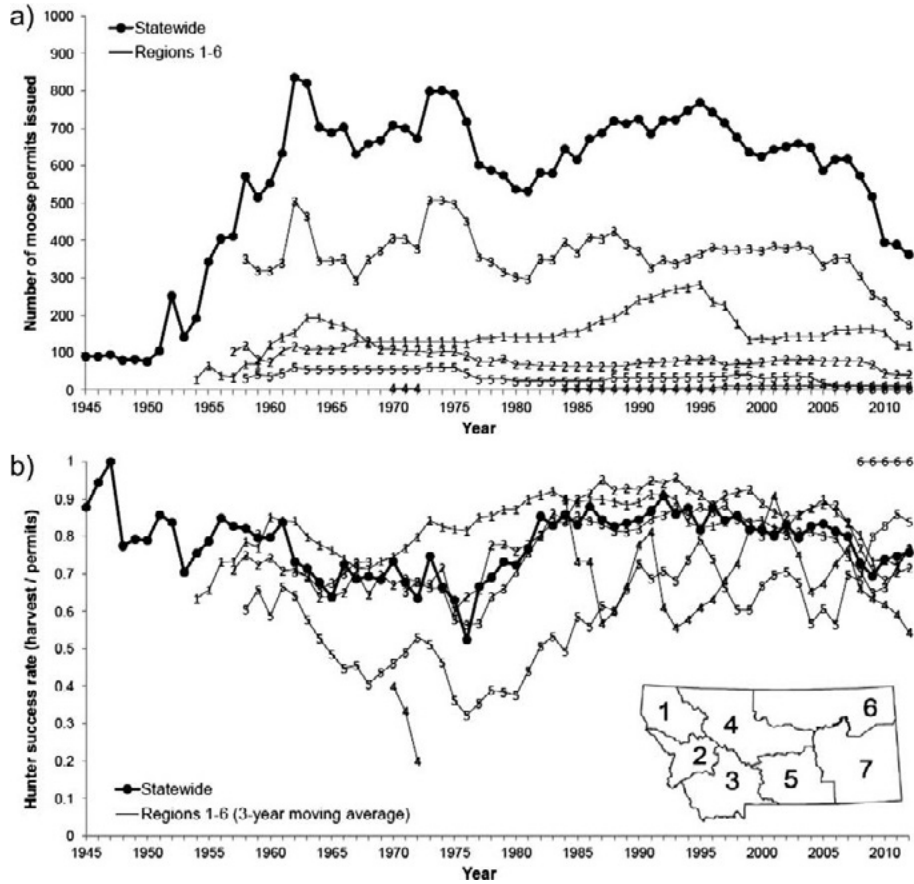 a)
Statewide
Regions 1-6
Number of moose permits issued
1000
900
800
700
600
500
400
300
200
100
0
1945 1950 1955 1960 1965 1970 1975 1980 1985 1990 1995 2000 2005 2010
Year
b)
Hunter success rate (harvest / permits)
1
0.9
0.8
0.7
0.6
0.5
0.4
0.3
0.2
0.1
0
Statewide
Regions 1-6 (3-year moving average)
1 4 6
2 3 5 7
1945 1950 1955 1960 1965 1970 1975 1980 1985 1990 1995 2000 2005 2010
Year